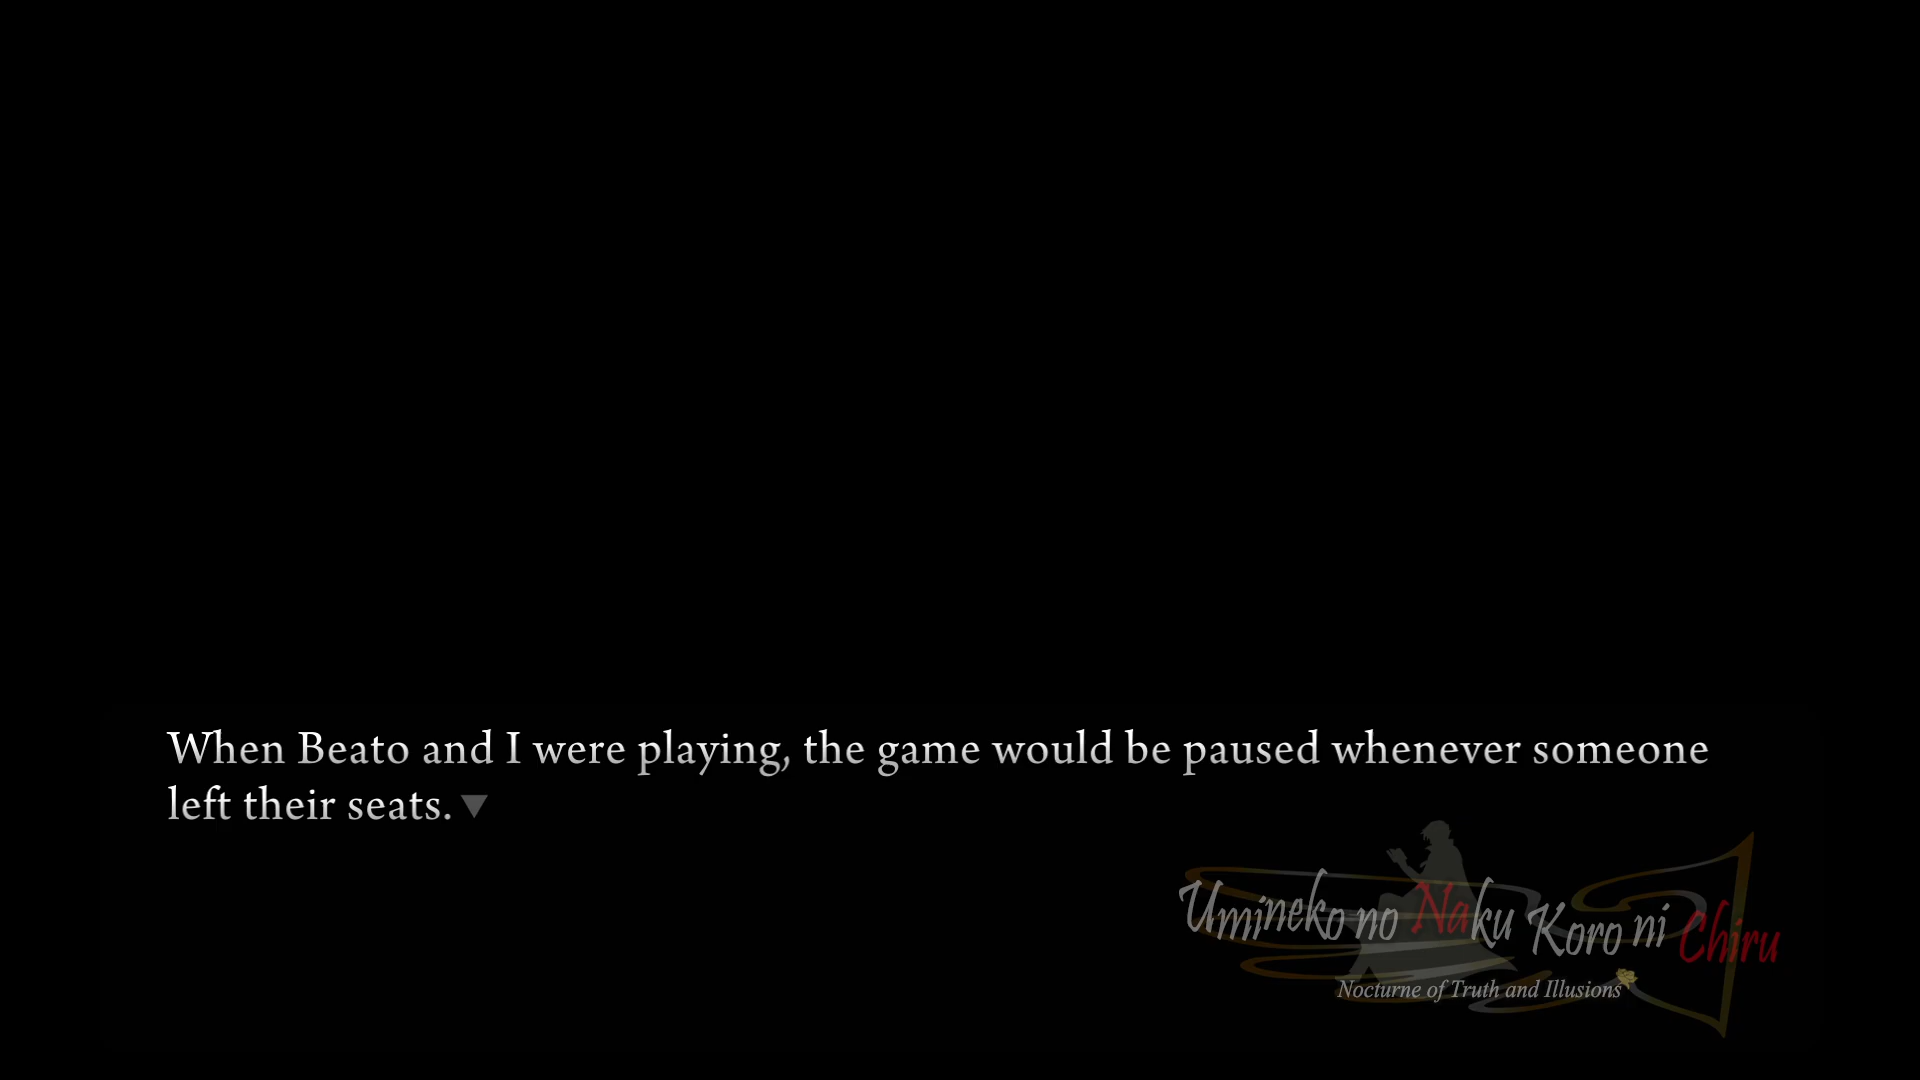 When Beato and I were playing, the game would be paused whenever someone
left their seats.
Umineko no Naku Koro ni Chiru
Nocturne of Truth and Illusions